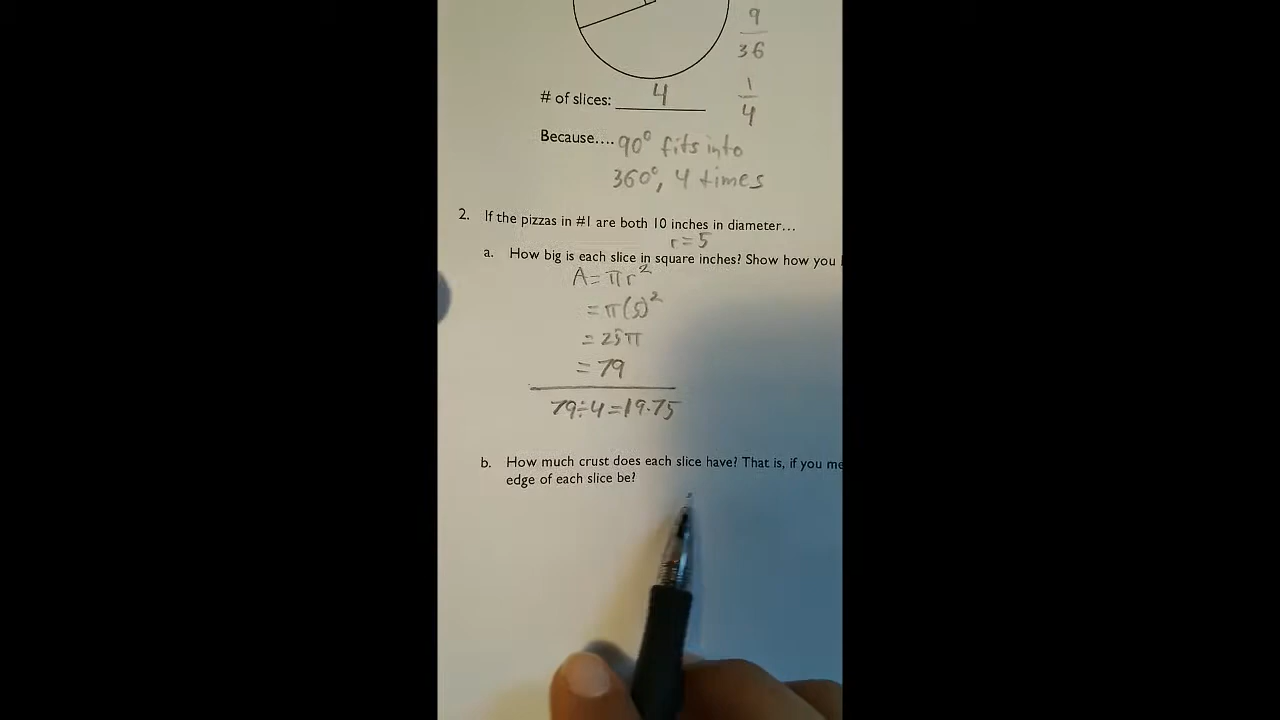 9
36
1
4
# of slices: 4
Because.... 90° fits into
360°, 4 times
2. If the pizzas in #1 are both 10 inches in diameter...
r=5
a. How big is each slice in square inches? Show how you
A=πr²
=π(5)²
=25π
=79
79÷4=19.75
b. How much crust does each slice have? That is, if you me
edge of each slice be?